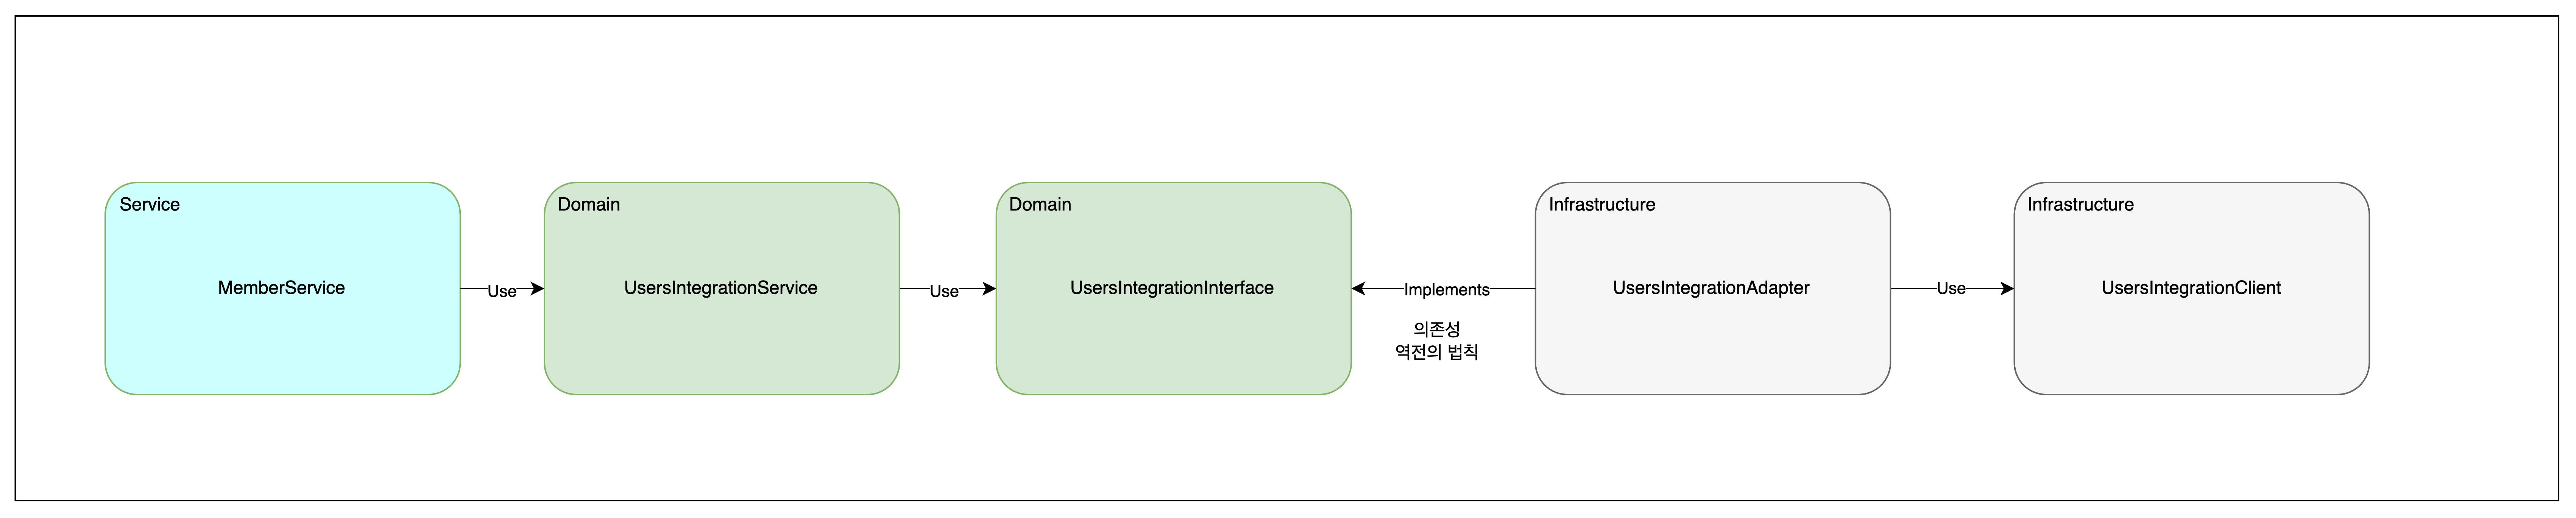 Service
MemberService
Use
Domain
UsersIntegrationService
Use
Domain
UsersIntegrationInterface
Implements
의존성
역전의 법칙
Infrastructure
UsersIntegrationAdapter
Use
Infrastructure
UsersIntegrationClient